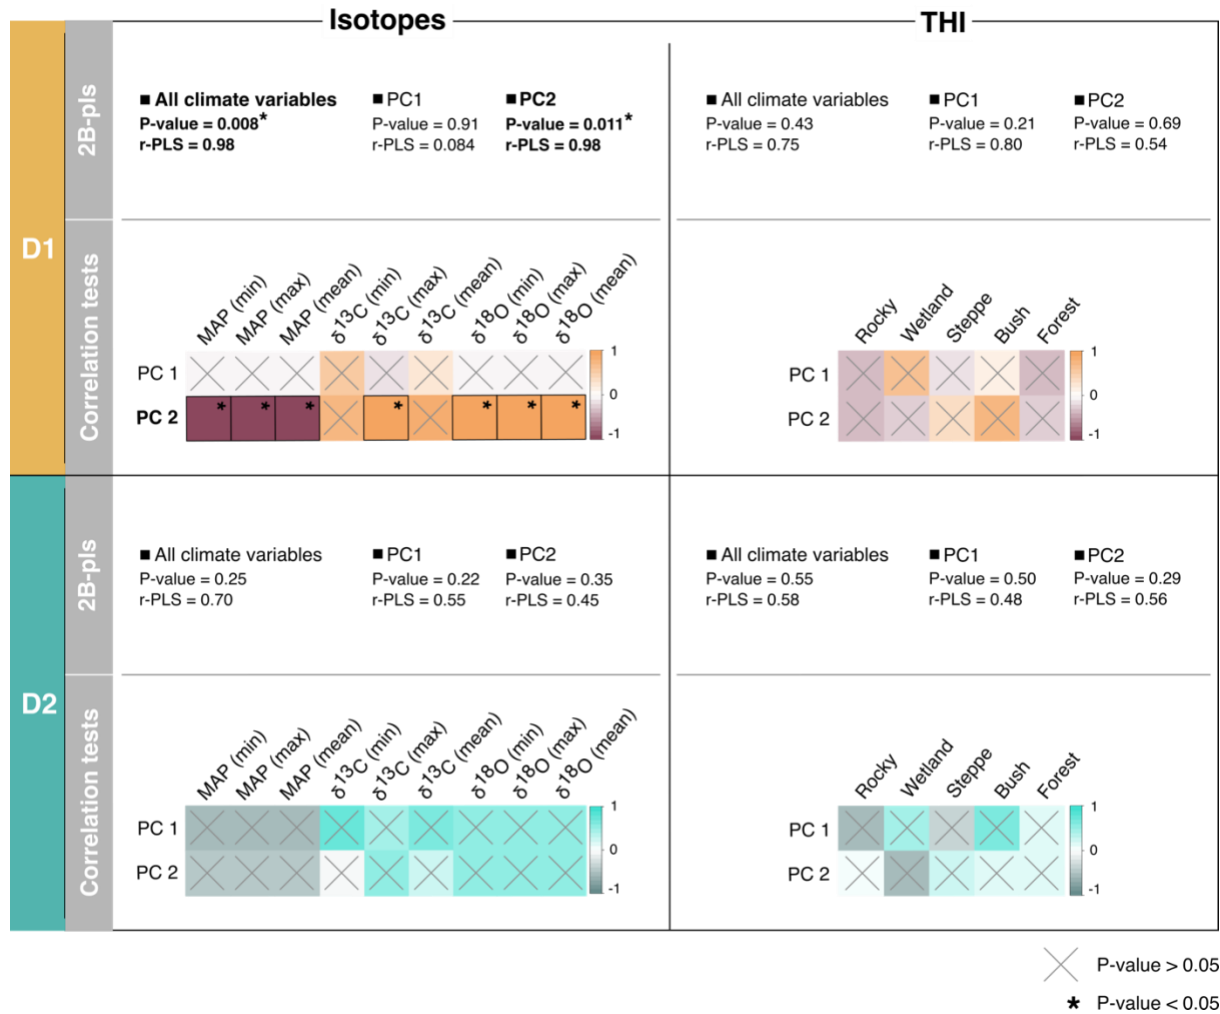 Isotopes
THI
D1
2B-pls
■ All climate variables
P-value = 0.008*
r-PLS = 0.98
■ PC1
P-value = 0.91
r-PLS = 0.084
■ PC2
P-value = 0.011*
r-PLS = 0.98
■ All climate variables
P-value = 0.43
r-PLS = 0.75
■ PC1
P-value = 0.21
r-PLS = 0.80
■ PC2
P-value = 0.69
r-PLS = 0.54
Correlation tests
MAP (min)
MAP (max)
MAP (mean)
δ13C (min)
δ13C (max)
δ13C (mean)
δ18O (min)
δ18O (max)
δ18O (mean)
PC 1
PC 2
* * * * * * *
1
0
-1
Rocky
Wetland
Steppe
Bush
Forest
PC 1
PC 2
1
0
-1
D2
2B-pls
■ All climate variables
P-value = 0.25
r-PLS = 0.70
■ PC1
P-value = 0.22
r-PLS = 0.55
■ PC2
P-value = 0.35
r-PLS = 0.45
■ All climate variables
P-value = 0.55
r-PLS = 0.58
■ PC1
P-value = 0.50
r-PLS = 0.48
■ PC2
P-value = 0.29
r-PLS = 0.56
Correlation tests
MAP (min)
MAP (max)
MAP (mean)
δ13C (min)
δ13C (max)
δ13C (mean)
δ18O (min)
δ18O (max)
δ18O (mean)
PC 1
PC 2
1
0
-1
Rocky
Wetland
Steppe
Bush
Forest
PC 1
PC 2
1
0
-1
P-value > 0.05
* P-value < 0.05